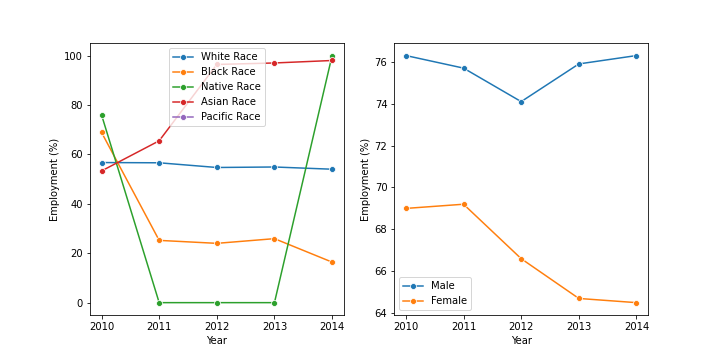 White Race
Black Race
Native Race
Asian Race
Pacific Race
100
80
60
40
20
0
Employment (%)
2010 2011 2012 2013 2014
Year
76
74
72
70
68
66
64
Employment (%)
Male
Female
2010 2011 2012 2013 2014
Year